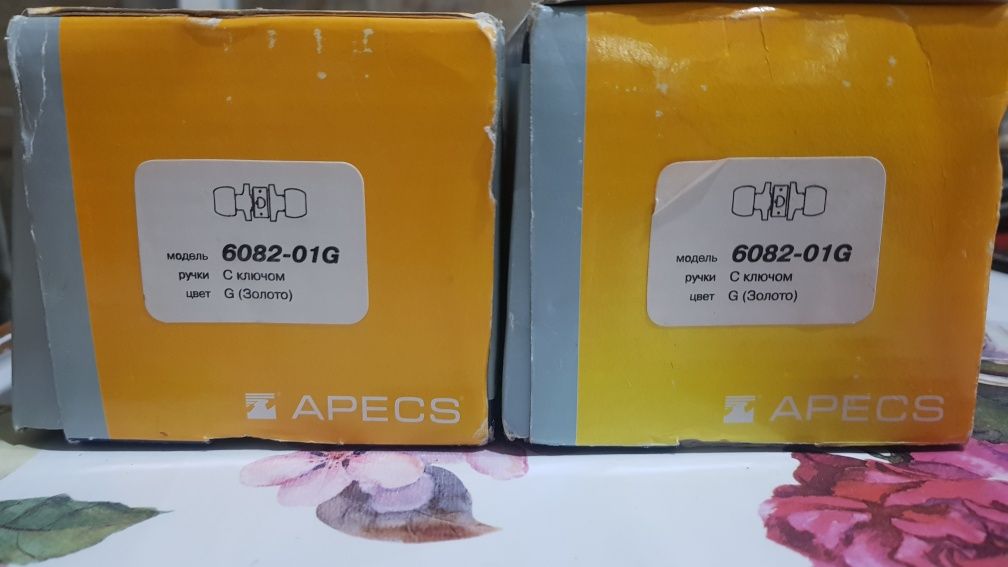 модель 6082-01G
ручки С ключом
цвет G (Золото)
APECS
модель 6082-01G
ручки С ключом
цвет G (Золото)
APECS